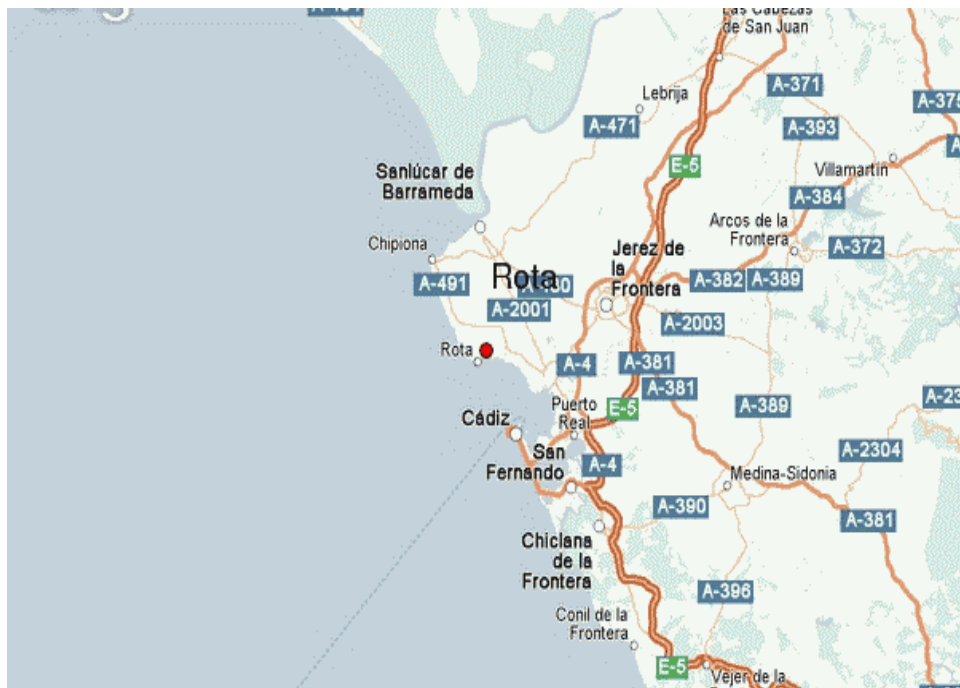 Las Cabezas
de San Juan
A-371
A-375
Lebrija
A-471
A-393
E-5
Villamartín
Sanlúcar de
Barrameda
A-384
Arcos de la
Frontera
Chipiona
A-372
Jerez de
la
Frontera
Rota
A-491
A-382
A-389
A-2001
A-2003
Rota
A-4
A-381
A-381
A-389
E-5
Puerto
Real
Cádiz
San
Fernando
A-4
A-2304
Medina-Sidonia
A-390
A-381
Chiclana
de la
Frontera
A-396
Conil de la
Frontera
E-5
Vejer de la